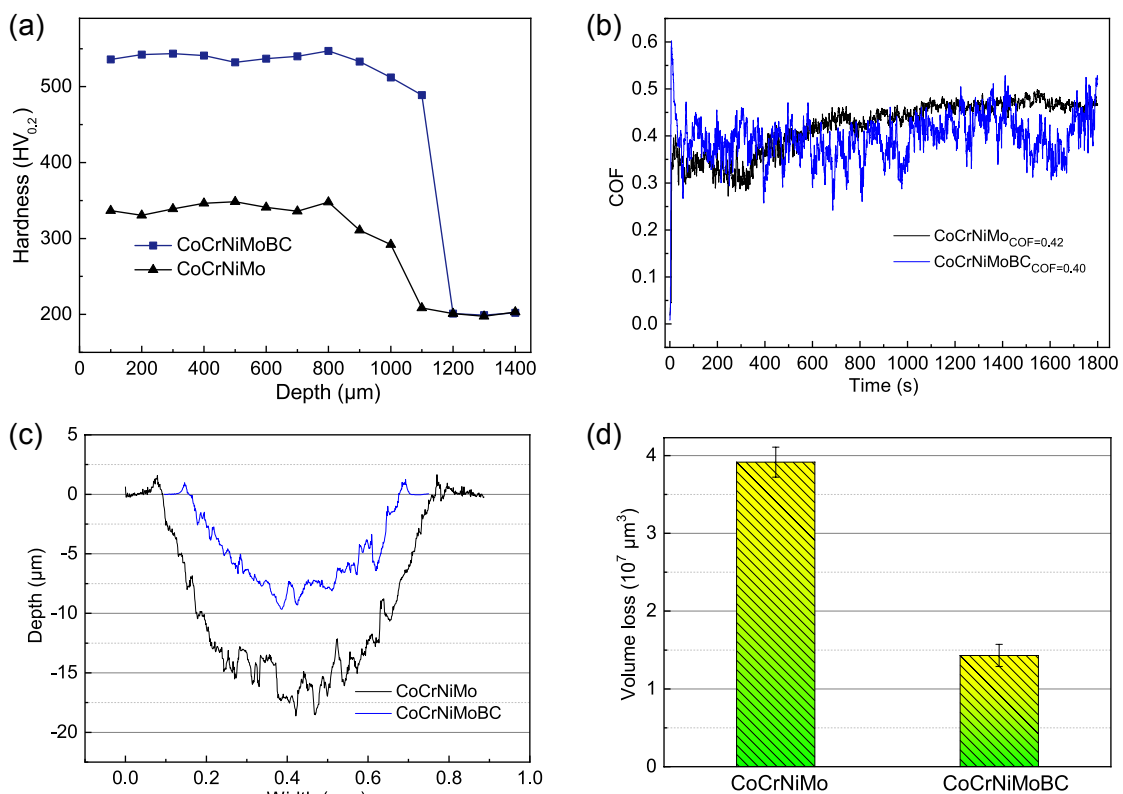 (a)
Hardness (HV0.2)
500
400
300
200
CoCrNiMoBC
CoCrNiMo
200 400 600 800 1000 1200 1400
Depth (µm)
(b)
COF
0.6
0.5
0.4
0.3
0.2
0.1
0.0
CoCrNiMoCOF=0.42
CoCrNiMoBCCOF=0.40
0 200 400 600 800 1000 1200 1400 1600 1800
Time (s)
(c)
Depth (µm)
5
0
-5
-10
-15
-20
CoCrNiMo
CoCrNiMoBC
0.0 0.2 0.4 0.6 0.8 1.0
(d)
Volume loss (10⁷ µm³)
4
3
2
1
0
CoCrNiMo CoCrNiMoBC